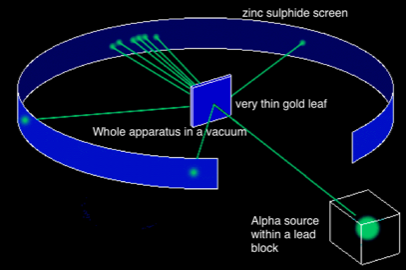 zinc sulphide screen
very thin gold leaf
Whole apparatus in a vacuum
Alpha source
within a lead
block